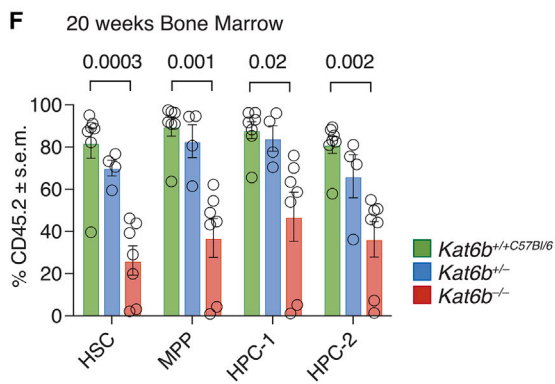 F
20 weeks Bone Marrow
0.0003 0.001 0.02 0.002
% CD45.2 ± s.e.m.
100
80
60
40
20
0
HSC MPP HPC-1 HPC-2
Kat6b+/+C57Bl/6
Kat6b+/–
Kat6b–/–